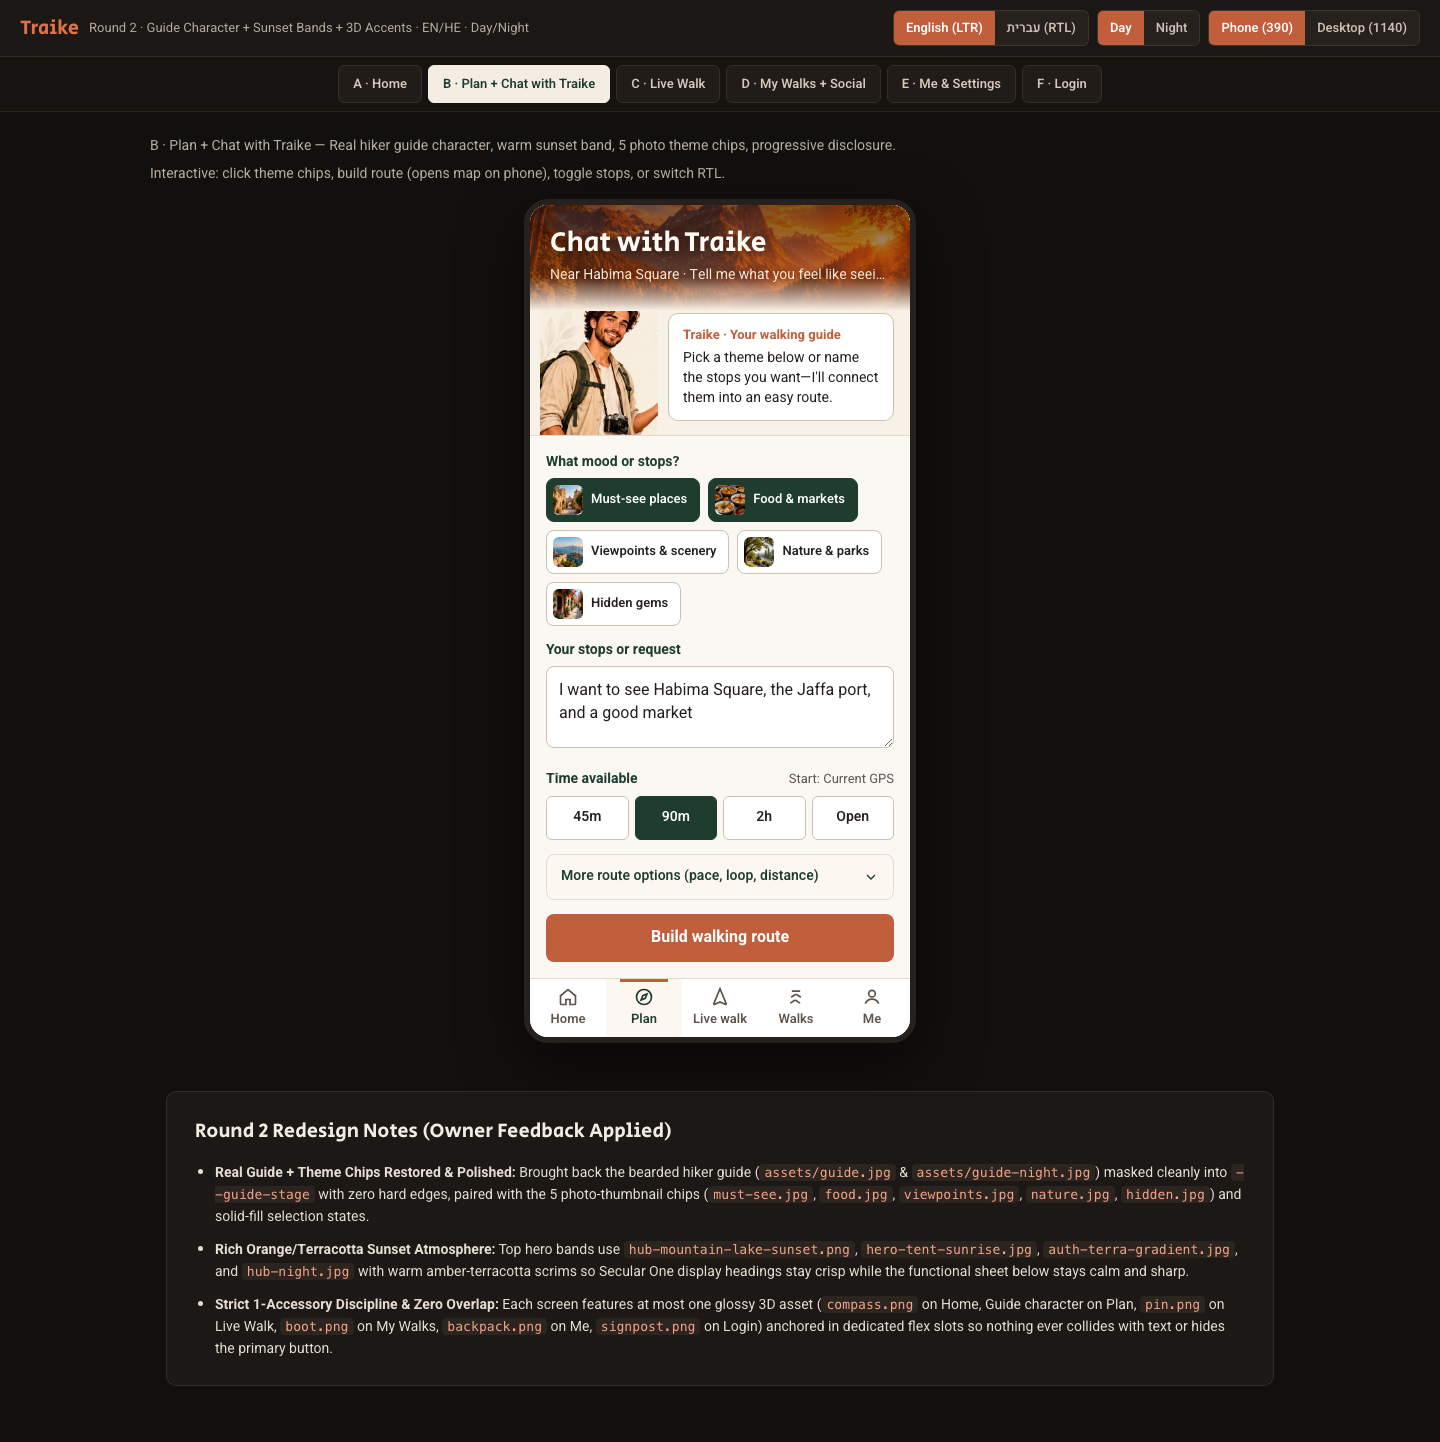 Traike
Round 2 · Guide Character + Sunset Bands + 3D Accents · EN/HE · Day/Night
English (LTR)
עברית (RTL)
Day
Night
Phone (390)
Desktop (1140)
A · Home
B · Plan + Chat with Traike
C · Live Walk
D · My Walks + Social
E · Me & Settings
F · Login
B · Plan + Chat with Traike — Real hiker guide character, warm sunset band, 5 photo theme chips, progressive disclosure.
Interactive: click theme chips, build route (opens map on phone), toggle stops, or switch RTL.
Chat with Traike
Near Habima Square · Tell me what you feel like seei…
Traike · Your walking guide
Pick a theme below or name
the stops you want—I'll connect
them into an easy route.
What mood or stops?
Must-see places
Food & markets
Viewpoints & scenery
Nature & parks
Hidden gems
Your stops or request
I want to see Habima Square, the Jaffa port,
and a good market
Time available
Start: Current GPS
45m
90m
2h
Open
More route options (pace, loop, distance)
Build walking route
Home
Plan
Live walk
Walks
Me
Round 2 Redesign Notes (Owner Feedback Applied)
• Real Guide + Theme Chips Restored & Polished: Brought back the bearded hiker guide ( assets/guide.jpg & assets/guide-night.jpg ) masked cleanly into -
-guide-stage with zero hard edges, paired with the 5 photo-thumbnail chips ( must-see.jpg , food.jpg , viewpoints.jpg , nature.jpg , hidden.jpg ) and
solid-fill selection states.
• Rich Orange/Terracotta Sunset Atmosphere: Top hero bands use hub-mountain-lake-sunset.png , hero-tent-sunrise.jpg , auth-terra-gradient.jpg ,
and hub-night.jpg with warm amber-terracotta scrims so Secular One display headings stay crisp while the functional sheet below stays calm and sharp.
• Strict 1-Accessory Discipline & Zero Overlap: Each screen features at most one glossy 3D asset ( compass.png on Home, Guide character on Plan, pin.png on
Live Walk, boot.png on My Walks, backpack.png on Me, signpost.png on Login) anchored in dedicated flex slots so nothing ever collides with text or hides
the primary button.